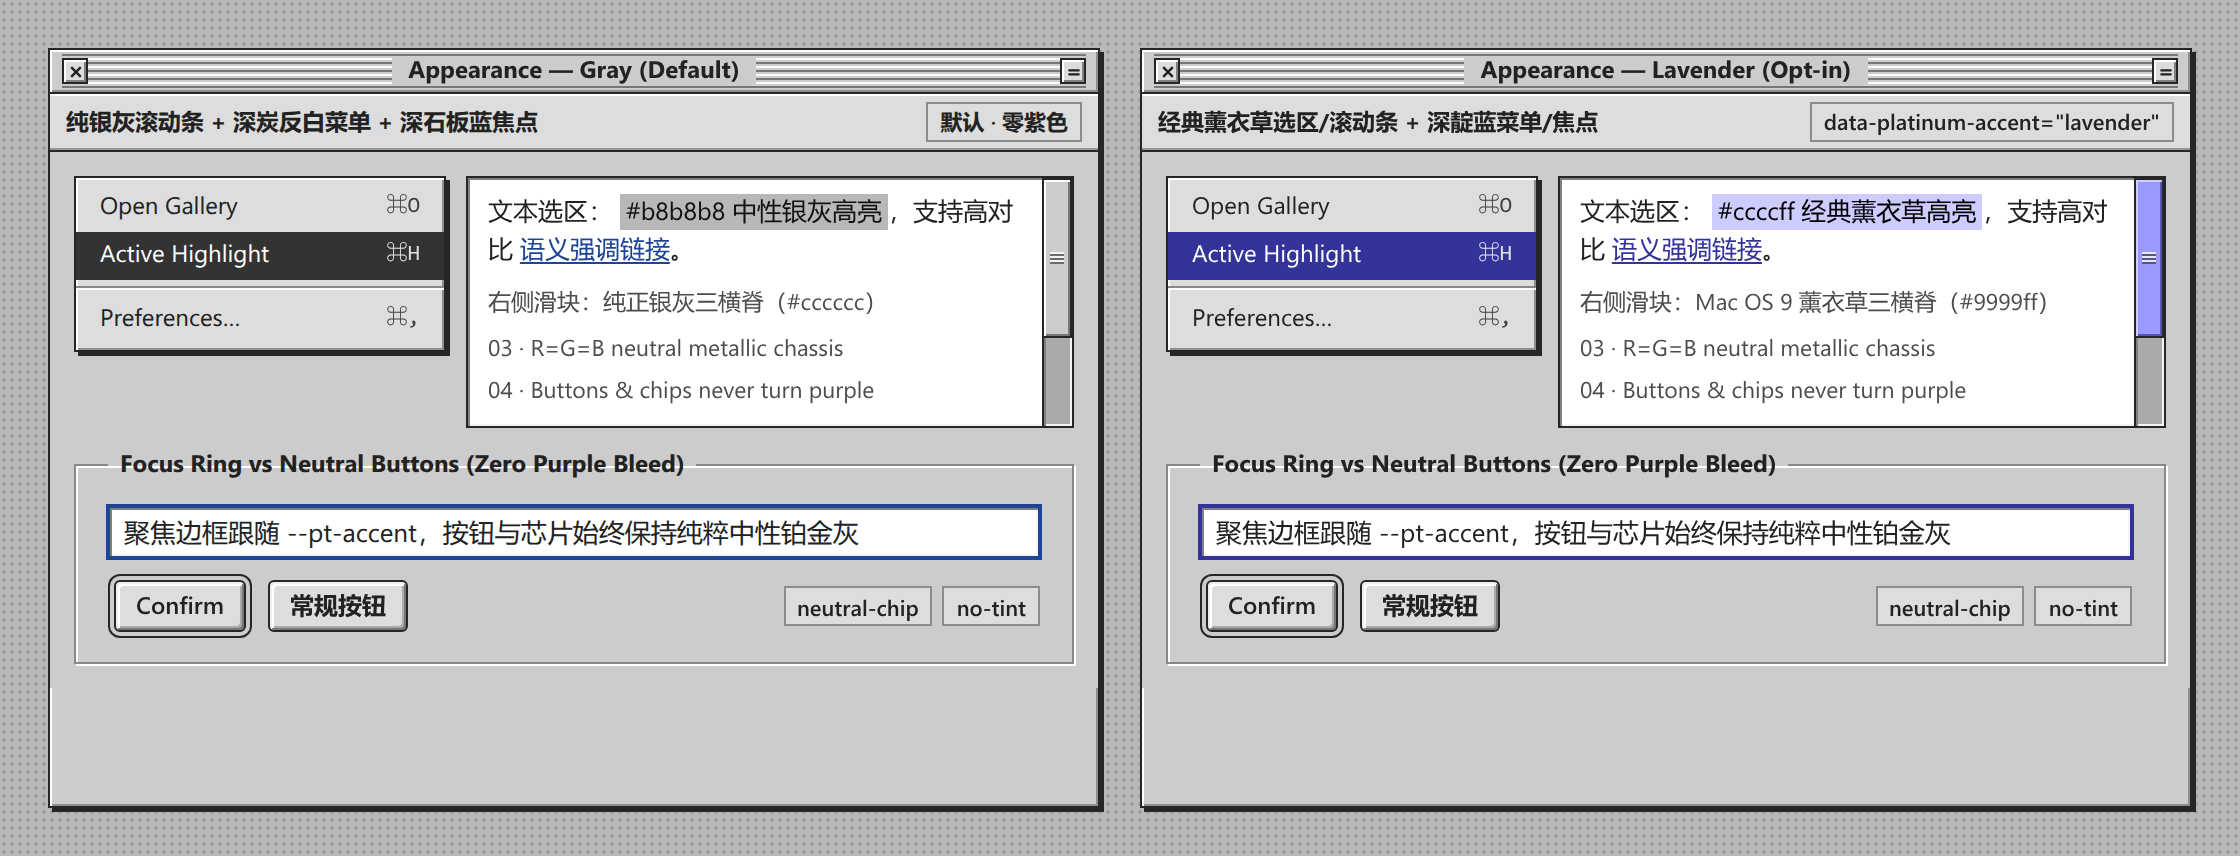 Appearance — Gray (Default)
纯银灰滚动条 + 深炭反白菜单 + 深石板蓝焦点
默认 · 零紫色
Open Gallery ⌘O
Active Highlight ⌘H
Preferences... ⌘,
文本选区： #b8b8b8 中性银灰高亮 ，支持高对
比 语义强调链接。
右侧滑块：纯正银灰三横脊（#cccccc）
03 · R=G=B neutral metallic chassis
04 · Buttons & chips never turn purple
Focus Ring vs Neutral Buttons (Zero Purple Bleed)
聚焦边框跟随 --pt-accent，按钮与芯片始终保持纯粹中性铂金灰
Confirm
常规按钮
neutral-chip
no-tint
Appearance — Lavender (Opt-in)
经典薰衣草选区/滚动条 + 深靛蓝菜单/焦点
data-platinum-accent="lavender"
Open Gallery ⌘O
Active Highlight ⌘H
Preferences... ⌘,
文本选区： #ccccff 经典薰衣草高亮 ，支持高对
比 语义强调链接。
右侧滑块：Mac OS 9 薰衣草三横脊（#9999ff）
03 · R=G=B neutral metallic chassis
04 · Buttons & chips never turn purple
Focus Ring vs Neutral Buttons (Zero Purple Bleed)
聚焦边框跟随 --pt-accent，按钮与芯片始终保持纯粹中性铂金灰
Confirm
常规按钮
neutral-chip
no-tint